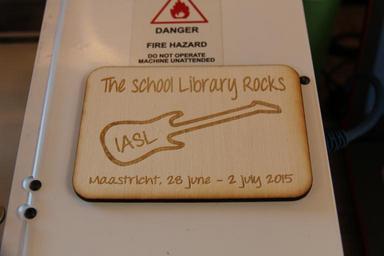 DANGER
FIRE HAZARD
DO NOT OPERATE
MACHINE UNATTENDED
The School Library Rocks
IASL
Maastricht, 28 june - 2 july 2015